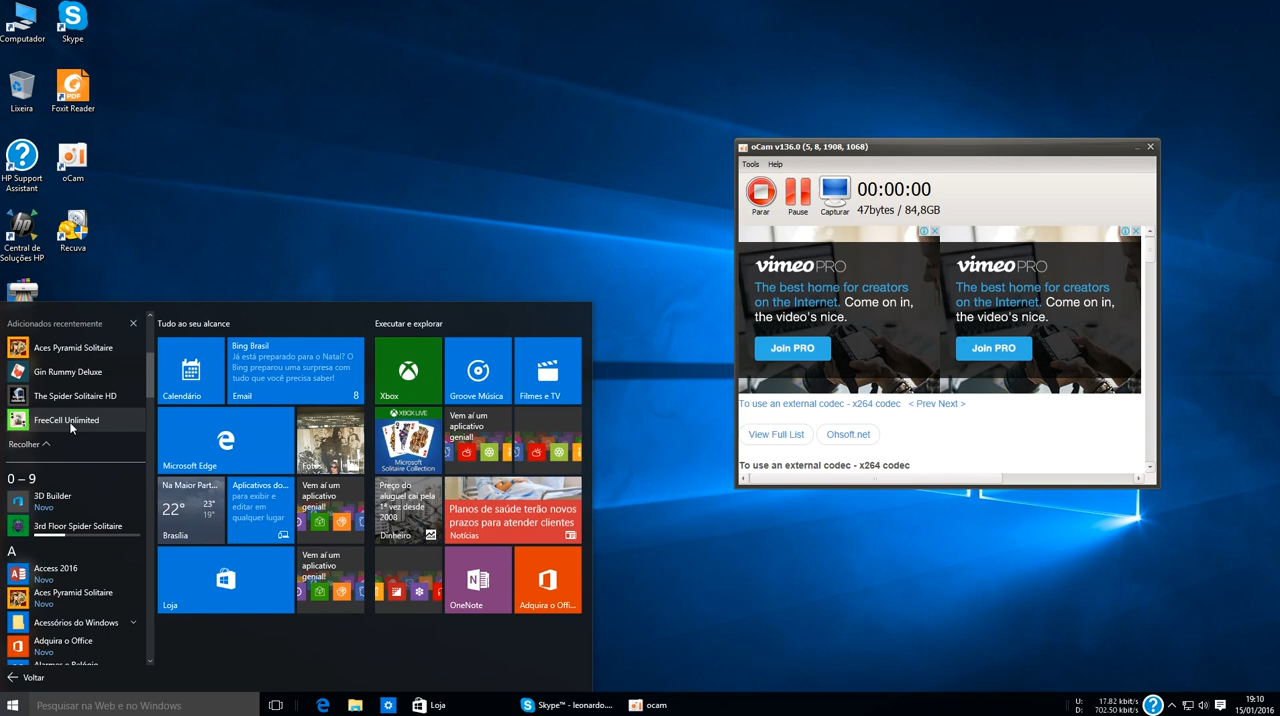 Computador
Skype
Lixeira
Foxit Reader
PDF
HP Support
Assistant
oCam
Central de
Soluções HP
Recuva
oCam v136.0 (5, 8, 1908, 1068)
Tools Help
00:00:00
47bytes / 84,8GB
Parar Pause Capturar
vimeo PRO
The best home for creators
on the Internet. Come on in,
the video's nice.
Join PRO
vimeo PRO
The best home for creators
on the Internet. Come on in,
the video's nice.
Join PRO
To use an external codec - x264 codec < Prev Next >
View Full List Ohsoft.net
To use an external codec - x264 codec
Adicionados recentemente
Aces Pyramid Solitaire
Gin Rummy Deluxe
The Spider Solitaire HD
FreeCell Unlimited
Recolher
0 – 9
3D Builder
Novo
3rd Floor Spider Solitaire
A
Access 2016
Novo
Aces Pyramid Solitaire
Novo
Acessórios do Windows
Adquira o Office
Novo
Alarmes e Relógio
Voltar
Tudo ao seu alcance
Calendário
Bing Brasil
Já está preparado para o Natal? O
Bing preparou uma surpresa com
tudo que você precisa saber!
Email 8
Microsoft Edge
Fotos
Na Maior Part...
22° 23°
19°
Brasília
Aplicativos do...
para exibir e
editar em
qualquer lugar
Vem aí um
aplicativo
genial!
Loja
Vem aí um
aplicativo
genial!
Executar e explorar
Xbox
Groove Música
Filmes e TV
XBOX LIVE
Microsoft
Solitaire Collection
Vem aí um
aplicativo
genial!
Preço do
aluguel cai pela
1ª vez desde
2008
Dinheiro
Planos de saúde terão novos
prazos para atender clientes
Notícias
OneNote
Adquira o Offi...
Pesquisar na Web e no Windows
Loja
Skype™ - leonardo....
ocam
U: 17.82 kbit/s
D: 702.50 kbit/s
19:10
15/01/2016